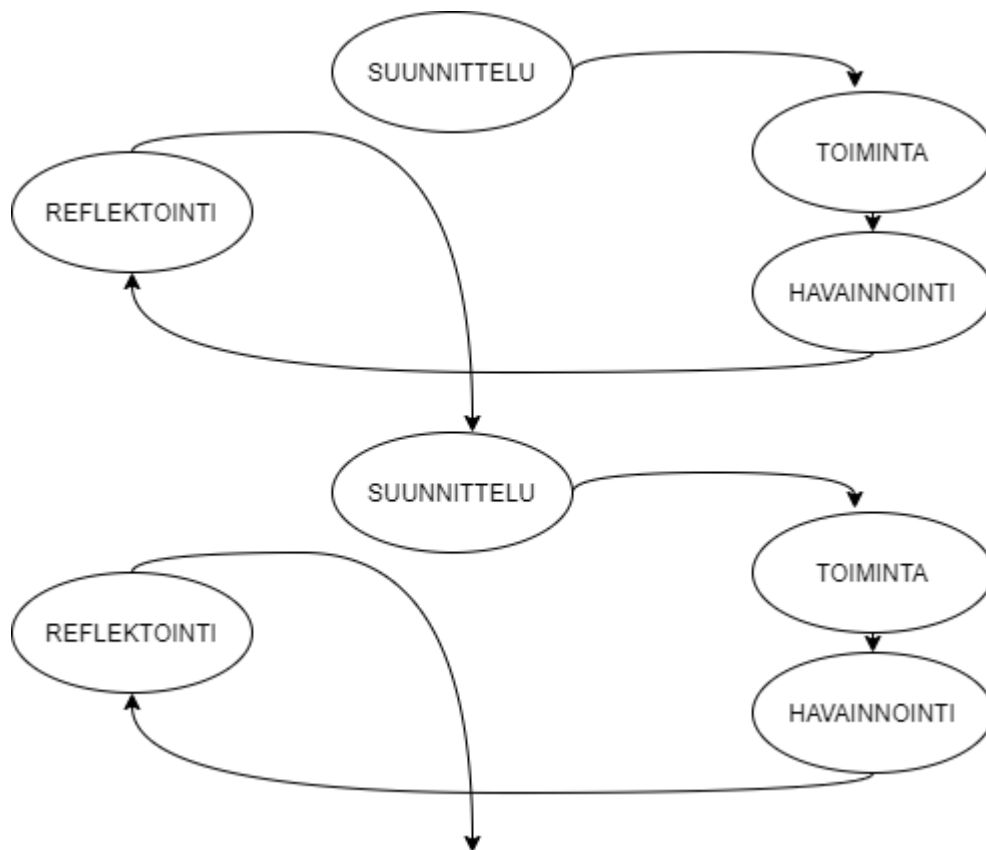 SUUNNITTELU
TOIMINTA
REFLEKTOINTI
HAVAINNOINTI
SUUNNITTELU
TOIMINTA
REFLEKTOINTI
HAVAINNOINTI